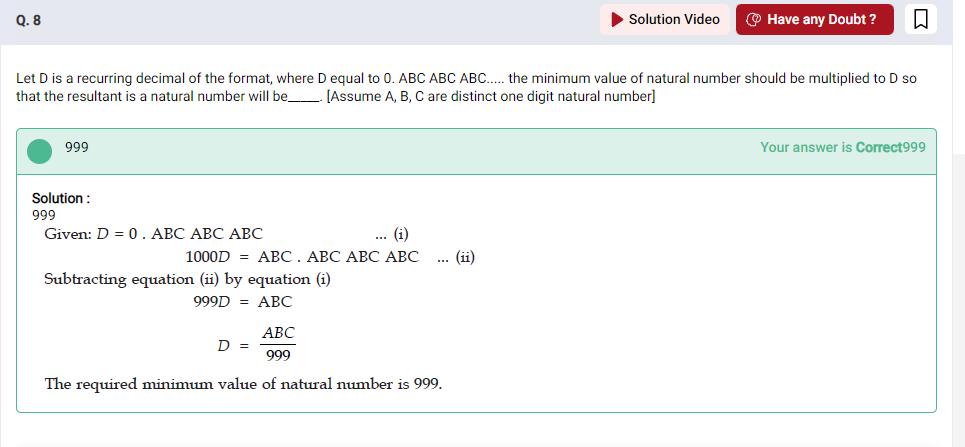 Q. 8
Solution Video
Have any Doubt ?
Let D is a recurring decimal of the format, where D equal to 0. ABC ABC ABC..... the minimum value of natural number should be multiplied to D so
that the resultant is a natural number will be_____. [Assume A, B, C are distinct one digit natural number]
999
Your answer is Correct999
Solution :
999
Given: D = 0 . ABC ABC ABC ... (i)
1000D = ABC . ABC ABC ABC ... (ii)
Subtracting equation (ii) by equation (i)
999D = ABC
D = ABC/999
The required minimum value of natural number is 999.